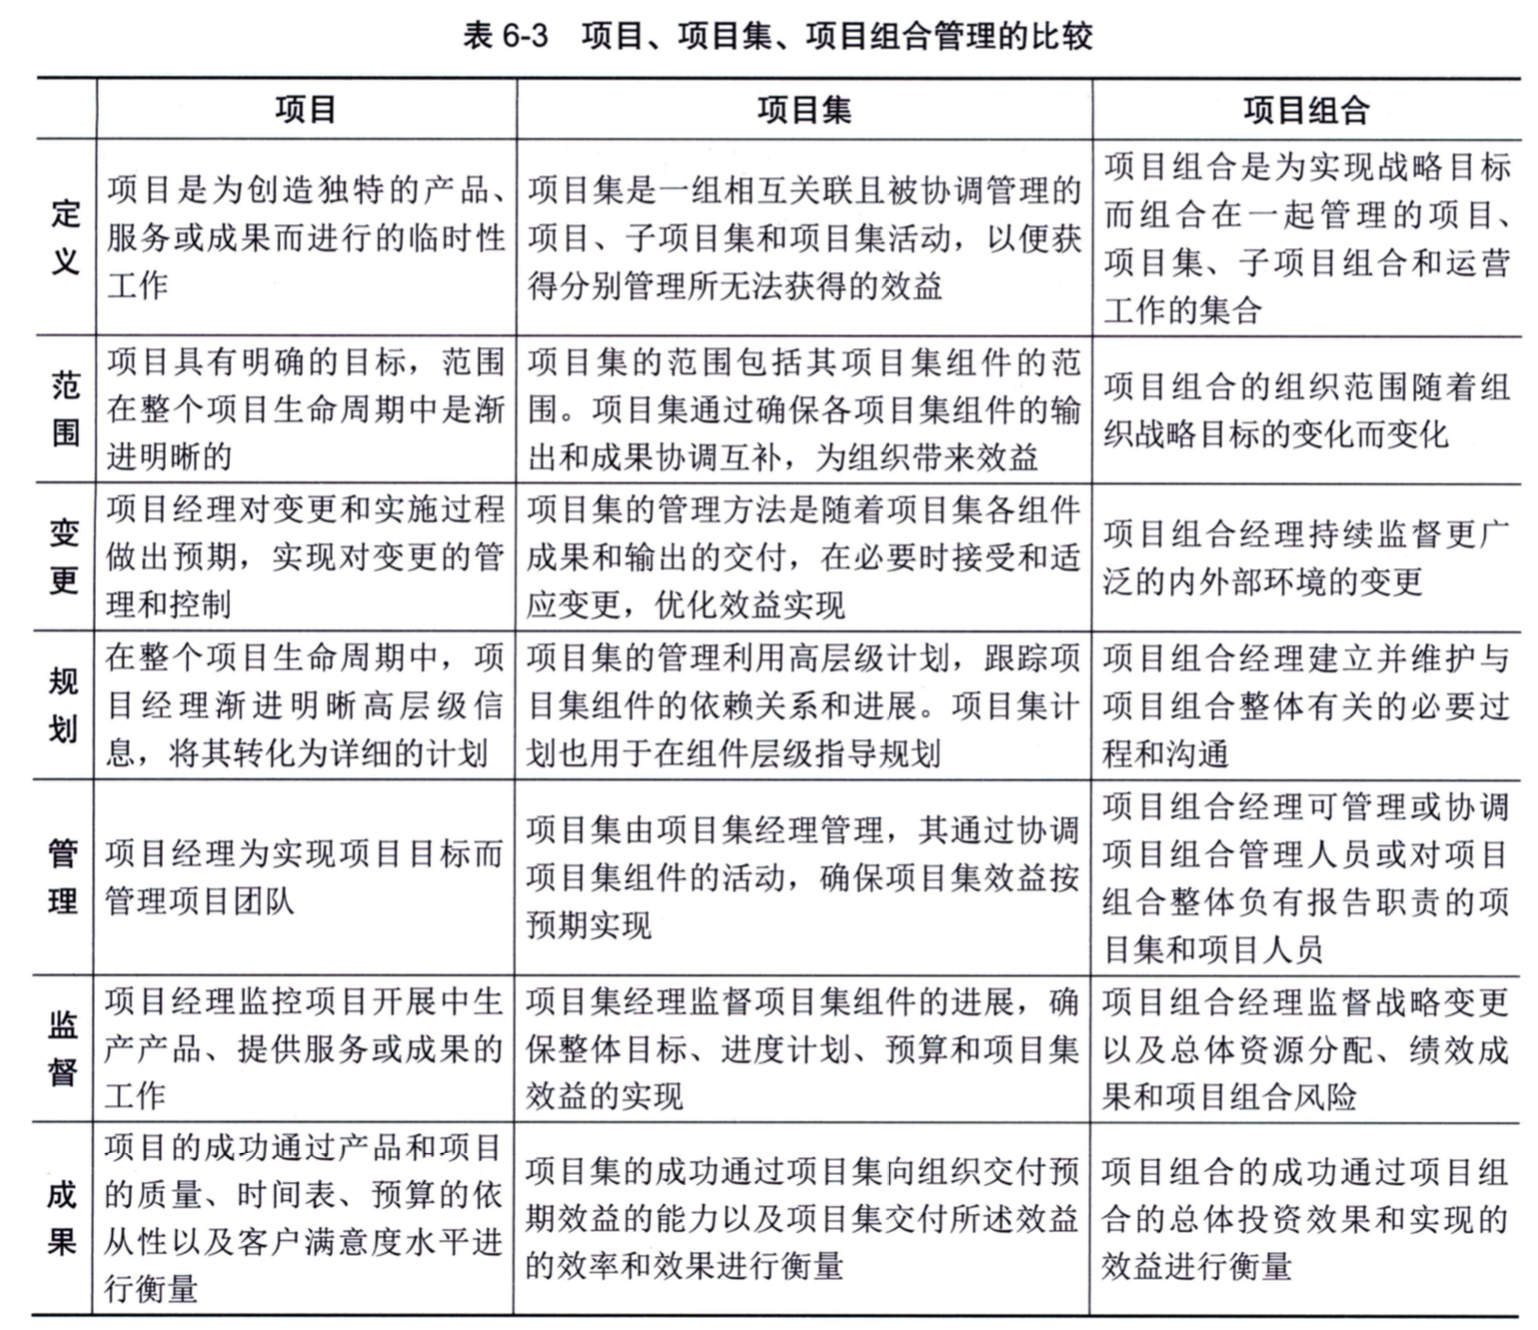 表 6-3 项目、项目集、项目组合管理的比较
项目
项目集
项目组合
定
义
项目是为创造独特的产品、
服务或成果而进行的临时性
工作
项目集是一组相互关联且被协调管理的
项目、子项目集和项目集活动，以便获
得分别管理所无法获得的效益
项目组合是为实现战略目标
而组合在一起管理的项目、
项目集、子项目组合和运营
工作的集合
范
围
项目具有明确的目标，范围
在整个项目生命周期中是渐
进明晰的
项目集的范围包括其项目集组件的范
围。项目集通过确保各项目集组件的输
出和成果协调互补，为组织带来效益
项目组合的组织范围随着组
织战略目标的变化而变化
变
更
项目经理对变更和实施过程
做出预期，实现对变更的管
理和控制
项目集的管理方法是随着项目集各组件
成果和输出的交付，在必要时接受和适
应变更，优化效益实现
项目组合经理持续监督更广
泛的内外部环境的变更
规
划
在整个项目生命周期中，项
目经理渐进明晰高层级信
息，将其转化为详细的计划
项目集的管理利用高层级计划，跟踪项
目集组件的依赖关系和进展。项目集计
划也用于在组件层级指导规划
项目组合经理建立并维护与
项目组合整体有关的必要过
程和沟通
管
理
项目经理为实现项目目标而
管理项目团队
项目集由项目集经理管理，其通过协调
项目集组件的活动，确保项目集效益按
预期实现
项目组合经理可管理或协调
项目组合管理人员或对项目
组合整体负有报告职责的项
目集和项目人员
监
督
项目经理监控项目开展中生
产产品、提供服务或成果的
工作
项目集经理监督项目集组件的进展，确
保整体目标、进度计划、预算和项目集
效益的实现
项目组合经理监督战略变更
以及总体资源分配、绩效成
果和项目组合风险
成
果
项目的成功通过产品和项目
的质量、时间表、预算的依
从性以及客户满意度水平进
行衡量
项目集的成功通过项目集向组织交付预
期效益的能力以及项目集交付所述效益
的效率和效果进行衡量
项目组合的成功通过项目组
合的总体投资效果和实现的
效益进行衡量